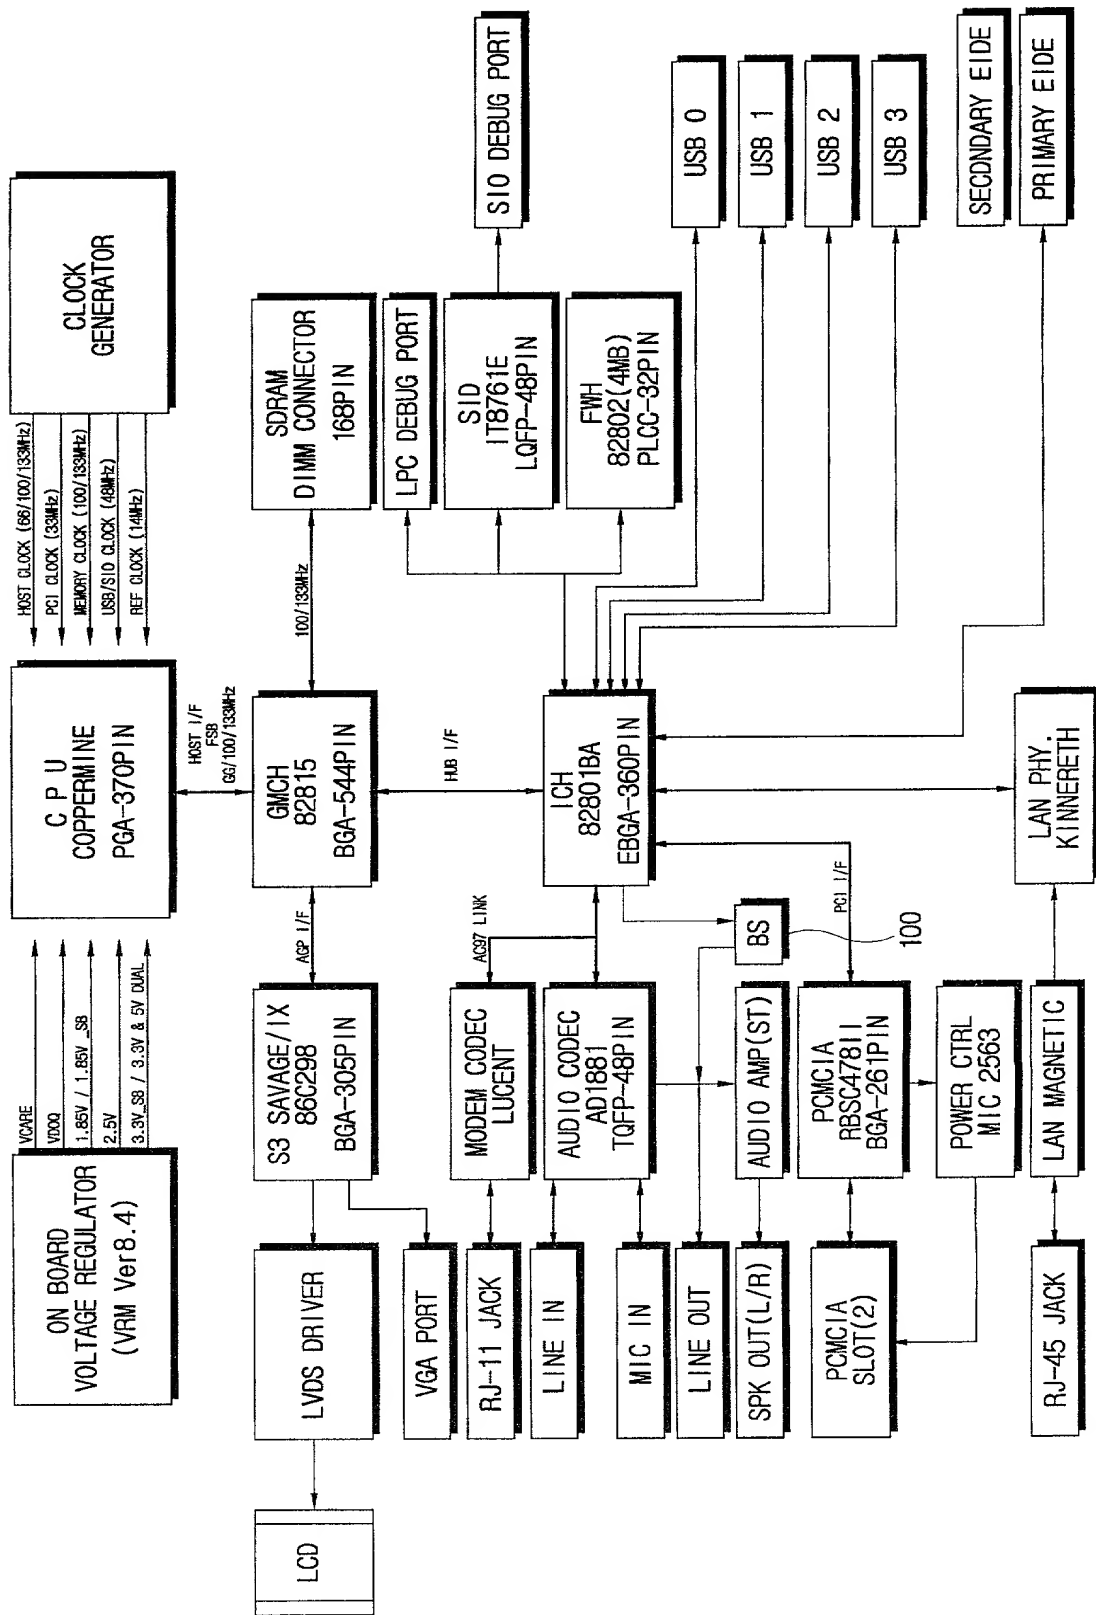 ON BOARD
VOLTAGE REGULATOR
(VRM Ver8.4)
VCARE
VDOQ
1.85V / 1.85V_SB
2.5V
3.3V_SB / 3.3V & 5V DUAL
C P U
COPPERMINE
PGA-370PIN
HOST CLOCK (66/100/133MHz)
PCI CLOCK (33MHz)
MEMORY CLOCK (100/133MHz)
USB/SIO CLOCK (48MHz)
REF CLOCK (14MHz)
CLOCK
GENERATOR
HOST I/F
FSB
GG/100/133MHz
LCD
LVDS DRIVER
VGA PORT
S3 SAVAGE/IX
86C298
BGA-305PIN
AGP I/F
GMCH
82815
BGA-544PIN
100/133MHz
SDRAM
DIMM CONNECTOR
168PIN
HUB I/F
LPC DEBUG PORT
SID
IT8761E
LQFP-48PIN
SIO DEBUG PORT
FWH
82802(4MB)
PLCC-32PIN
RJ-11 JACK
MODEM CODEC
LUCENT
AC97 LINK
LINE IN
MIC IN
AUDIO CODEC
AD1881
TQFP-48PIN
ICH
82801BA
EBGA-360PIN
LINE OUT
BS
100
SPK OUT(L/R)
AUDIO AMP(ST)
PCI I/F
PCMCIA
SLOT(2)
PCMCIA
RB5C478II
BGA-261PIN
POWER CTRL
MIC 2563
RJ-45 JACK
LAN MAGNETIC
LAN PHY.
KINNERETH
USB 0
USB 1
USB 2
USB 3
SECDNDARY EIDE
PRIMARY EIDE